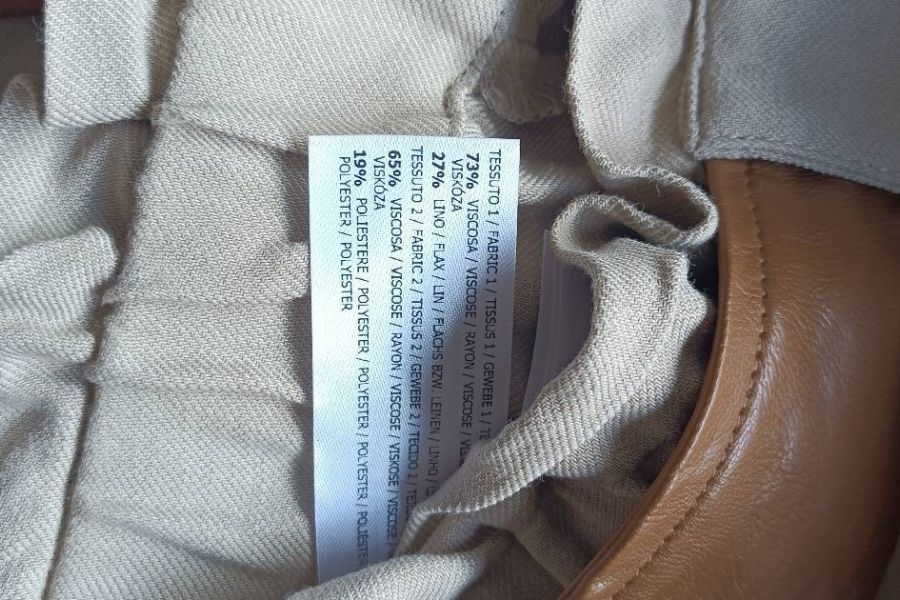 TESSUTO 1 / FABRIC 1 / TISSUS 1 / GEWEBE 1 /
73% VISCOSA / VISCOSE / RAYON / VISCOSE /
VISKÓZA
27% LINO / FLAX / LIN / FLACHS BZW. LEINEN / LINHO /
TESSUTO 2 / FABRIC 2 / TISSUS 2 / GEWEBE 2 / TECIDO 2 /
65% VISCOSA / VISCOSE / RAYON / VISCOSE / VISKOSE /
VISKÓZA
19% POLIESTERE / POLYESTER / POLYESTER / POLYESTER /
POLYESTER / POLYESTER